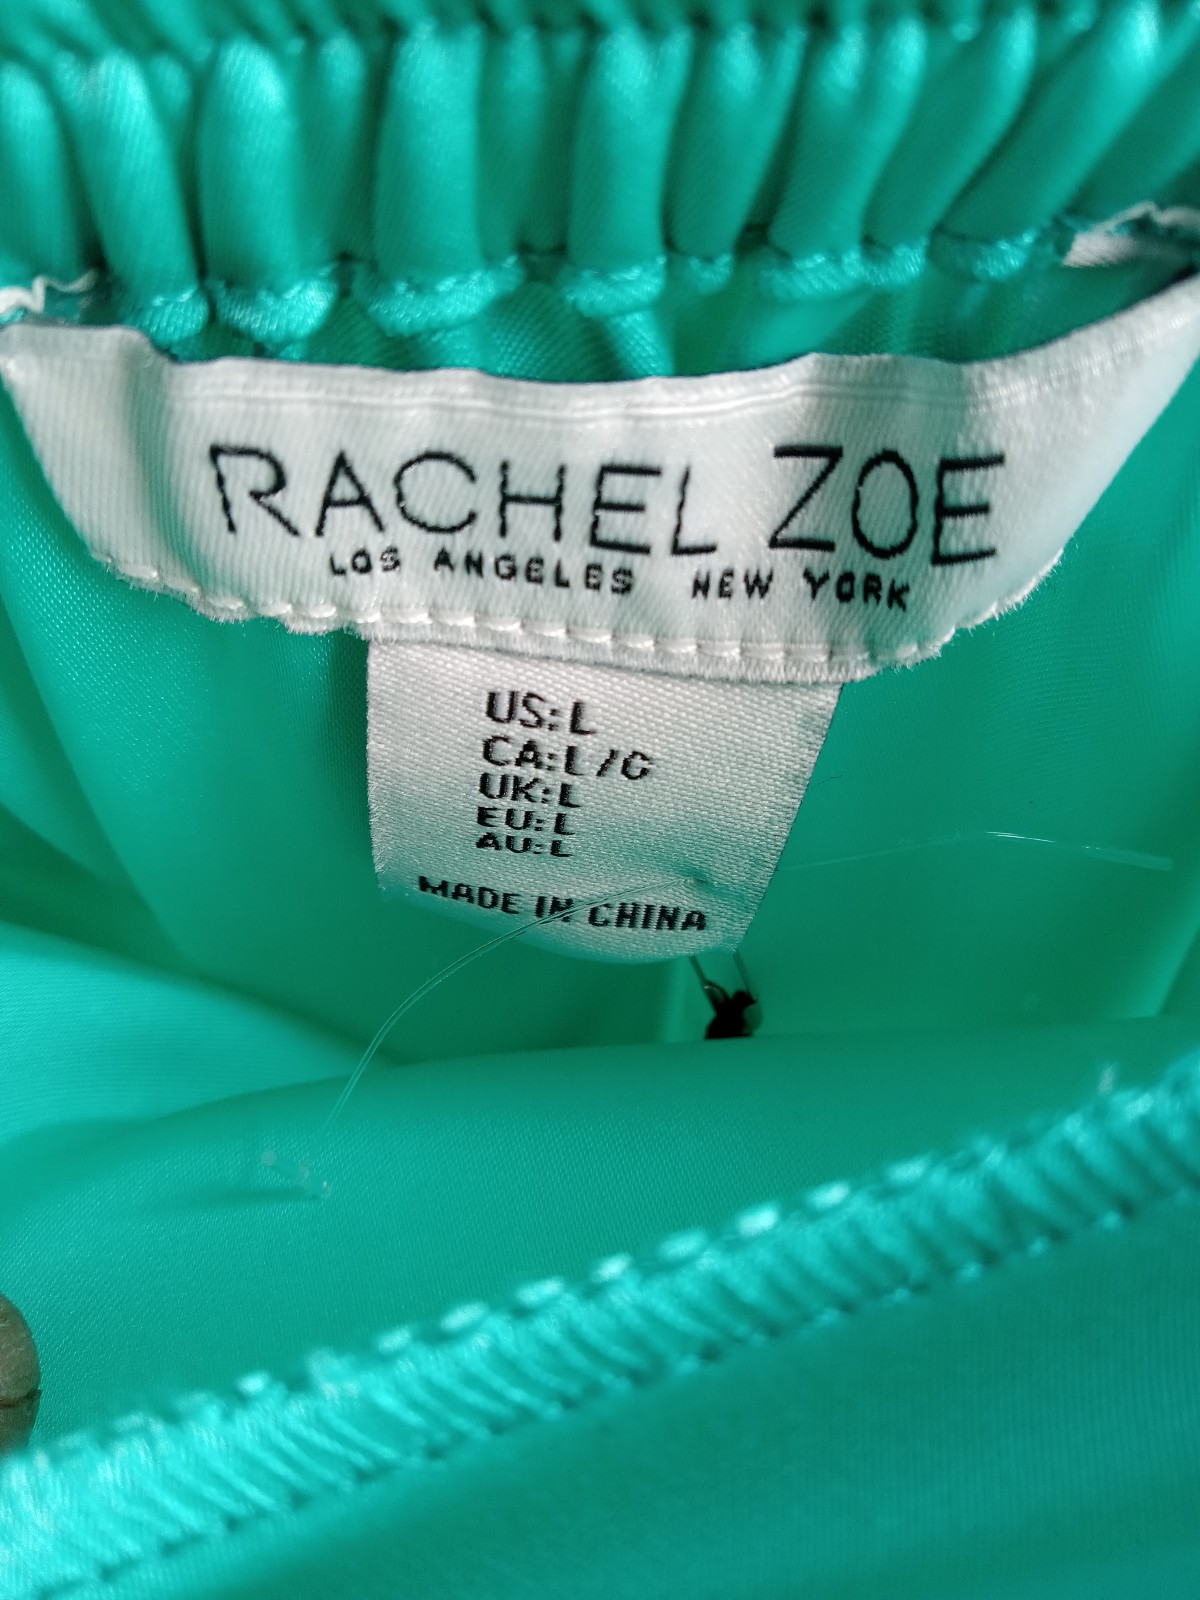 RACHEL ZOE
LOS ANGELES NEW YORK
US:L
CA:L/G
UK:L
EU:L
AU:L
MADE IN CHINA